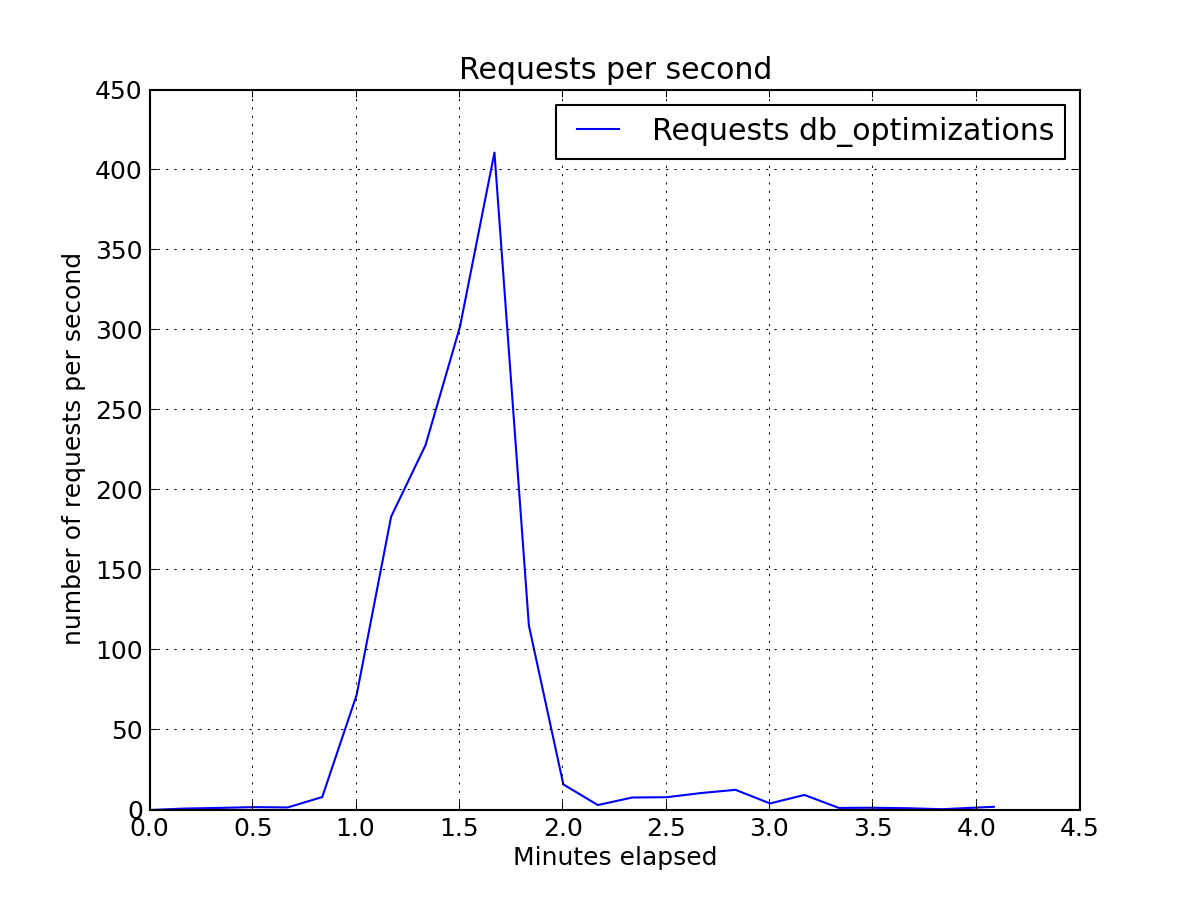 Requests per second
Requests db_optimizations
number of requests per second
450
400
350
300
250
200
150
100
50
0
0.0 0.5 1.0 1.5 2.0 2.5 3.0 3.5 4.0 4.5
Minutes elapsed